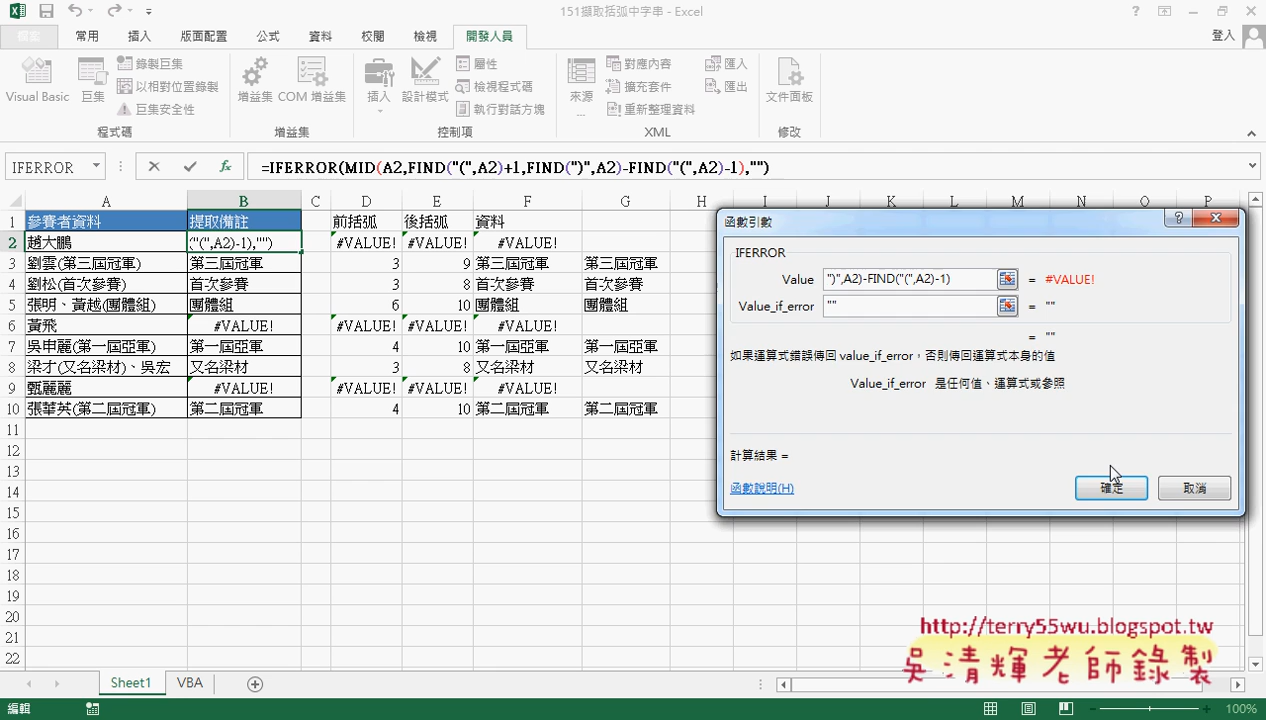 151擷取括弧中字串 - Excel
檔案 常用 插入 版面配置 公式 資料 校閱 檢視 開發人員 登入
Visual Basic 巨集 錄製巨集 以相對位置錄製 巨集安全性 增益集 COM 增益集 插入 設計模式 屬性 檢視程式碼 執行對話方塊 來源... 對應內容 擴充套件 重新整理資料 匯入 匯出 文件面板
程式碼 增益集 控制項 XML 修改
IFERROR =IFERROR(MID(A2,FIND("(",A2)+1,FIND(")",A2)-FIND("(",A2)-1),"")
A B C D E F G H I J K L M N O P
1 參賽者資料 提取備註 前括弧 後括弧 資料
2 趙大鵬 ("(",A2)-1),"") #VALUE! #VALUE! #VALUE!
3 劉雲(第三屆冠軍) 第三屆冠軍 3 9 第三屆冠軍 第三屆冠軍
4 劉松(首次參賽) 首次參賽 3 8 首次參賽 首次參賽
5 張明、黃越(團體組) 團體組 6 10 團體組 團體組
6 黃飛 #VALUE! #VALUE! #VALUE! #VALUE!
7 吳申麗(第一屆亞軍) 第一屆亞軍 4 10 第一屆亞軍 第一屆亞軍
8 梁才(又名梁材)、吳宏 又名梁材 3 8 又名梁材 又名梁材
9 甄麗麗 #VALUE! #VALUE! #VALUE! #VALUE!
10 張華英(第二屆冠軍) 第二屆冠軍 4 10 第二屆冠軍 第二屆冠軍
11
12
13
14
15
16
17
18
19
20
21
22
函數引數
IFERROR
Value ")",A2)-FIND("(",A2)-1) = #VALUE!
Value_if_error "" = ""
= ""
如果運算式錯誤傳回 value_if_error，否則傳回運算式本身的值
Value_if_error 是任何值、運算式或參照
計算結果 =
函數說明(H) 確定 取消
http://terry55wu.blogspot.tw
吳清輝老師錄製
Sheet1 VBA
編輯 100%